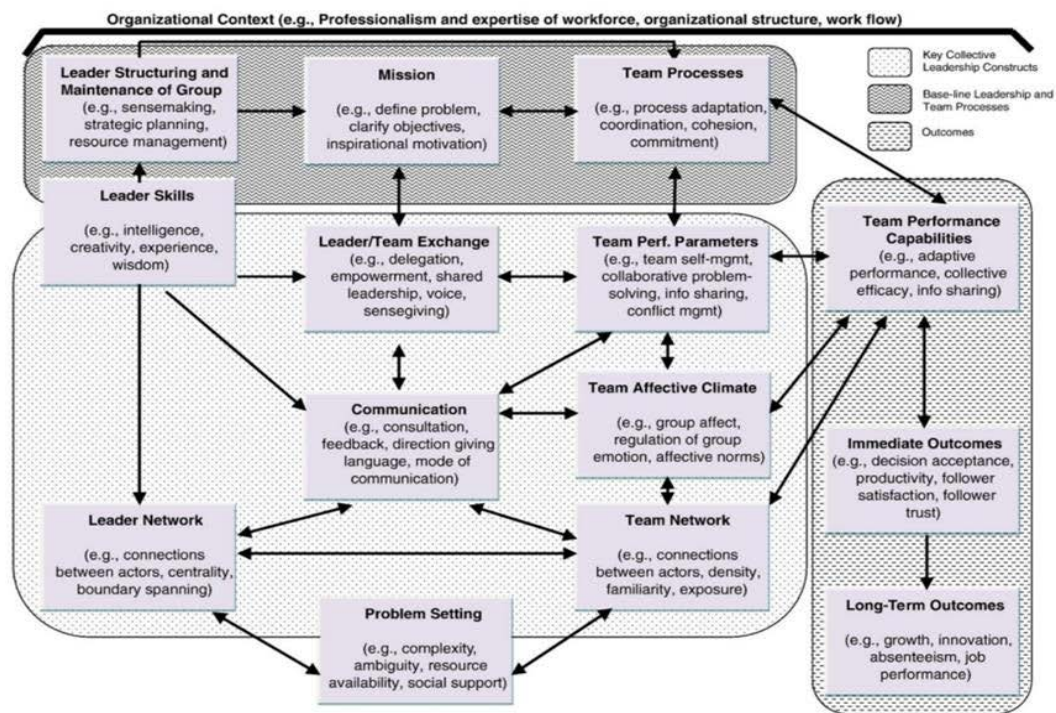 Organizational Context (e.g., Professionalism and expertise of workforce, organizational structure, work flow)
Leader Structuring and
Maintenance of Group
(e.g., sensemaking,
strategic planning,
resource management)
Mission
(e.g., define problem,
clarify objectives,
inspirational motivation)
Team Processes
(e.g., process adaptation,
coordination, cohesion,
commitment)
Key Collective
Leadership Constructs
Base-line Leadership and
Team Processes
Outcomes
Leader Skills
(e.g., intelligence,
creativity, experience,
wisdom)
Leader/Team Exchange
(e.g., delegation,
empowerment, shared
leadership, voice,
sensegiving)
Team Perf. Parameters
(e.g., team self-mgmt,
collaborative problem-
solving, info sharing,
conflict mgmt)
Team Performance
Capabilities
(e.g., adaptive
performance, collective
efficacy, info sharing)
Communication
(e.g., consultation,
feedback, direction giving
language, mode of
communication)
Team Affective Climate
(e.g., group affect,
regulation of group
emotion, affective norms)
Immediate Outcomes
(e.g., decision acceptance,
productivity, follower
satisfaction, follower
trust)
Leader Network
(e.g., connections
between actors, centrality,
boundary spanning)
Team Network
(e.g., connections
between actors, density,
familiarity, exposure)
Problem Setting
(e.g., complexity,
ambiguity, resource
availability, social support)
Long-Term Outcomes
(e.g., growth, innovation,
absenteeism, job
performance)